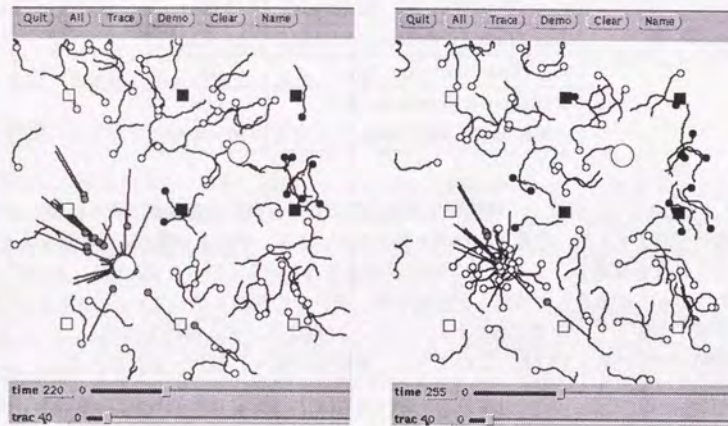 Quit All Trace Demo Clear Name
time 220 0
trac 40 0
Quit All Trace Demo Clear Name
time 255 0
trac 40 0